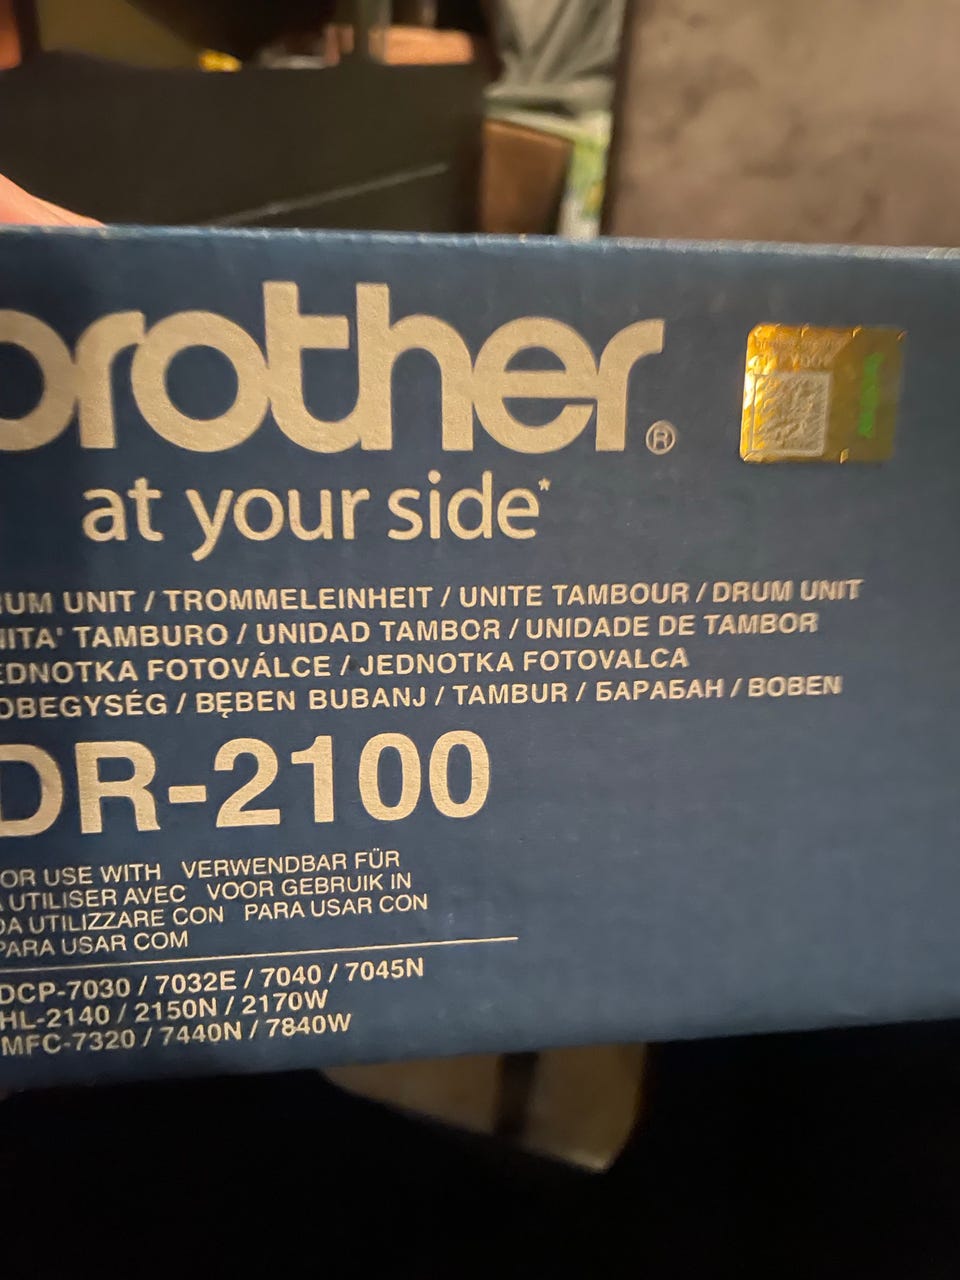 brother®
at your side*
UM UNIT / TROMMELEINHEIT / UNITE TAMBOUR / DRUM UNIT
NITA' TAMBURO / UNIDAD TAMBOR / UNIDADE DE TAMBOR
EDNOTKA FOTOVÁLCE / JEDNOTKA FOTOVALCA
OBEGYSÉG / BĘBEN BUBANJ / TAMBUR / БАРАБАН / BOBEN
DR-2100
OR USE WITH VERWENDBAR FÜR
UTILISER AVEC VOOR GEBRUIK IN
DA UTILIZZARE CON PARA USAR CON
PARA USAR COM
DCP-7030 / 7032E / 7040 / 7045N
HL-2140 / 2150N / 2170W
MFC-7320 / 7440N / 7840W